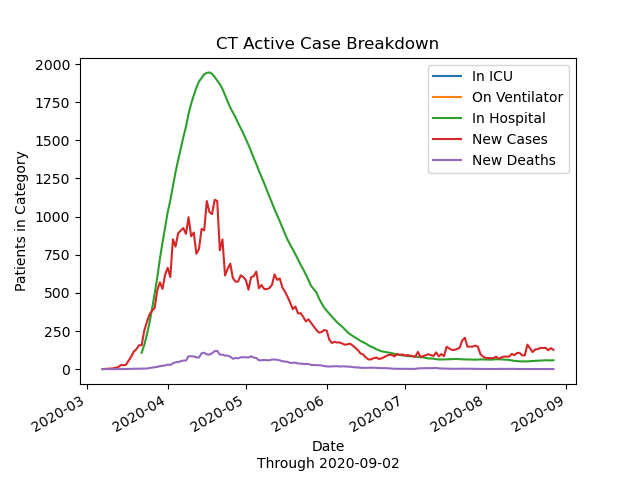 CT Active Case Breakdown
Patients in Category
2000
1750
1500
1250
1000
750
500
250
0
In ICU
On Ventilator
In Hospital
New Cases
New Deaths
2020-03
2020-04
2020-05
2020-06
2020-07
2020-08
2020-09
Date
Through 2020-09-02